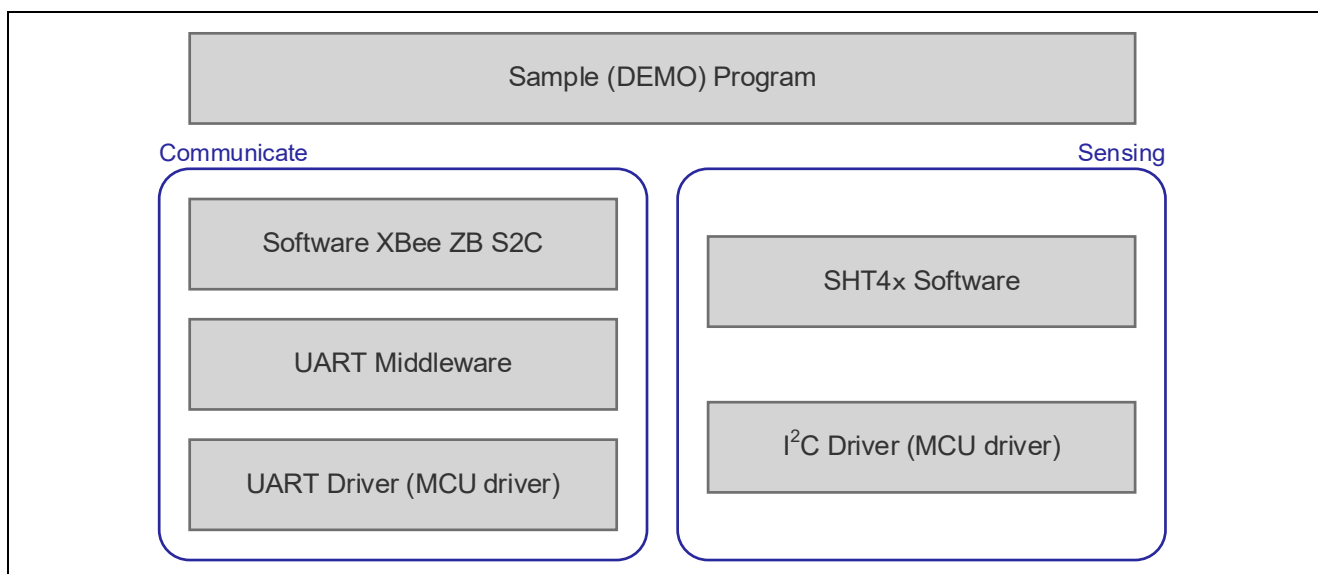 Sample (DEMO) Program
Communicate
Sensing
Software XBee ZB S2C
UART Middleware
UART Driver (MCU driver)
SHT4x Software
I²C Driver (MCU driver)